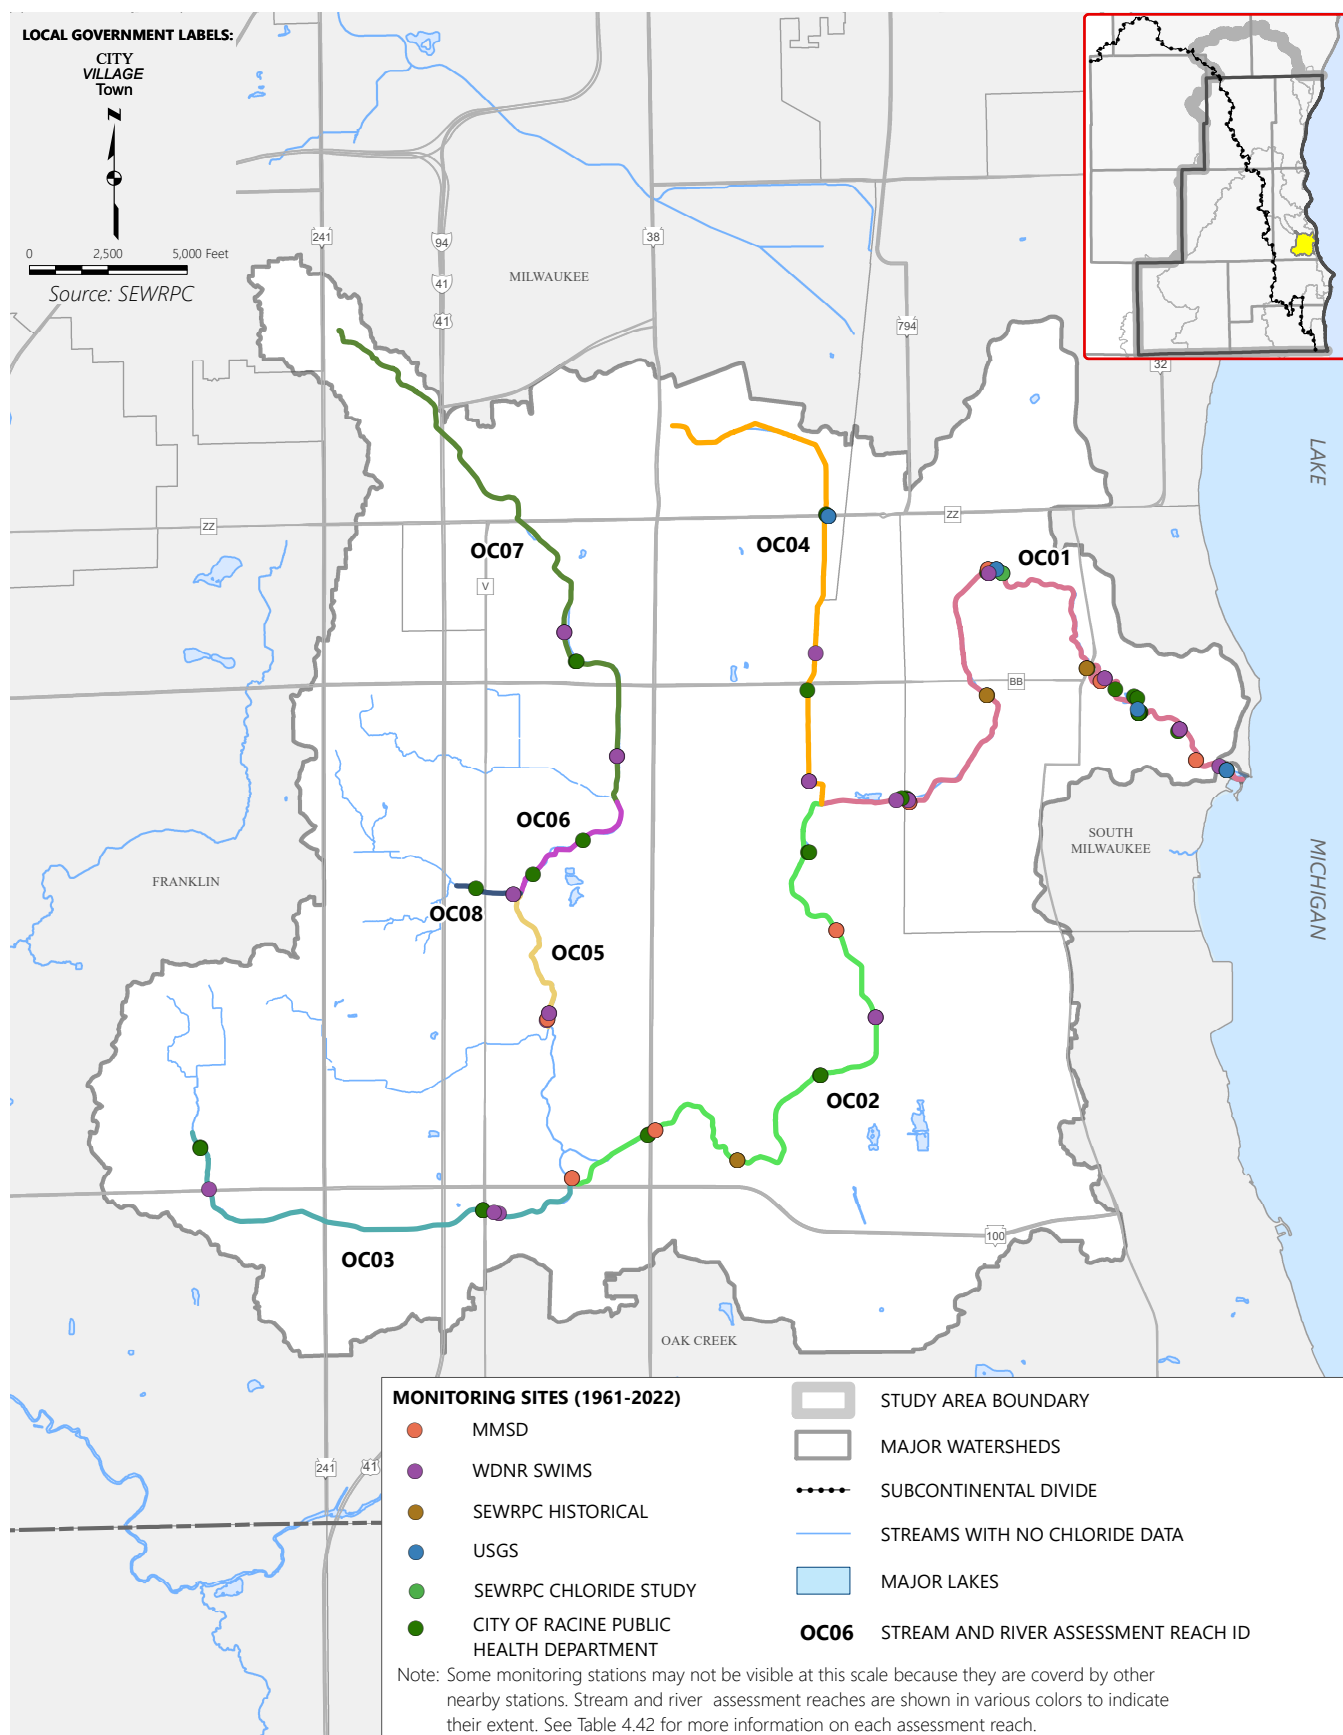 LOCAL GOVERNMENT LABELS:
CITY
VILLAGE
Town
N
0 2,500 5,000 Feet
Source: SEWRPC
241
94
41
41
38
794
32
MILWAUKEE
LAKE
ZZ
ZZ
OC07
OC04
OC01
V
BB
OC06
SOUTH
MILWAUKEE
MICHIGAN
FRANKLIN
OC08
OC05
OC02
OC03
100
OAK CREEK
241
41
MONITORING SITES (1961-2022)
MMSD
WDNR SWIMS
SEWRPC HISTORICAL
USGS
SEWRPC CHLORIDE STUDY
CITY OF RACINE PUBLIC
HEALTH DEPARTMENT
STUDY AREA BOUNDARY
MAJOR WATERSHEDS
SUBCONTINENTAL DIVIDE
STREAMS WITH NO CHLORIDE DATA
MAJOR LAKES
OC06 STREAM AND RIVER ASSESSMENT REACH ID
Note: Some monitoring stations may not be visible at this scale because they are coverd by other
nearby stations. Stream and river assessment reaches are shown in various colors to indicate
their extent. See Table 4.42 for more information on each assessment reach.